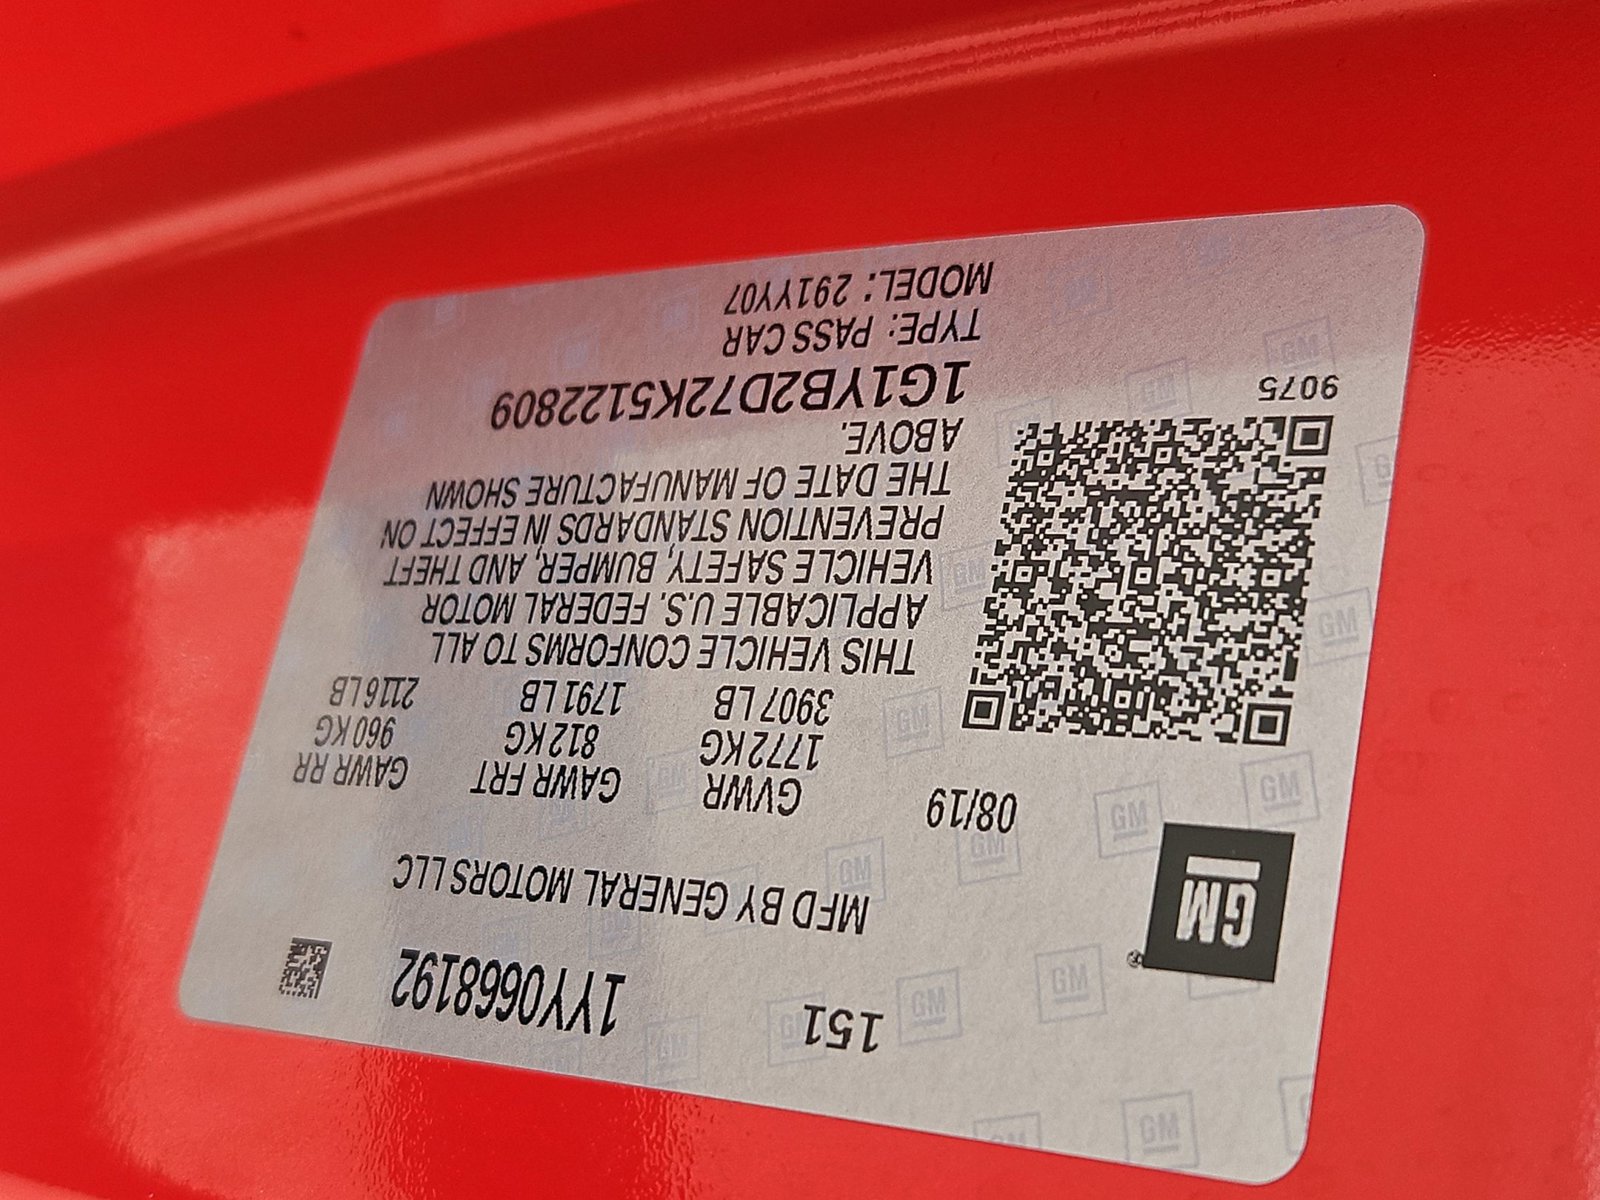 151
1YY0668192
GM
MFD BY GENERAL MOTORS LLC
08/19
GVWR GAWR FRT GAWR RR
1772 KG 812 KG 960 KG
3907 LB 1791 LB 2116 LB
THIS VEHICLE CONFORMS TO ALL
APPLICABLE U.S. FEDERAL MOTOR
VEHICLE SAFETY, BUMPER, AND THEFT
PREVENTION STANDARDS IN EFFECT ON
THE DATE OF MANUFACTURE SHOWN
ABOVE.
9075
1G1YB2D72K5122809
TYPE: PASS CAR
MODEL: 291YY07